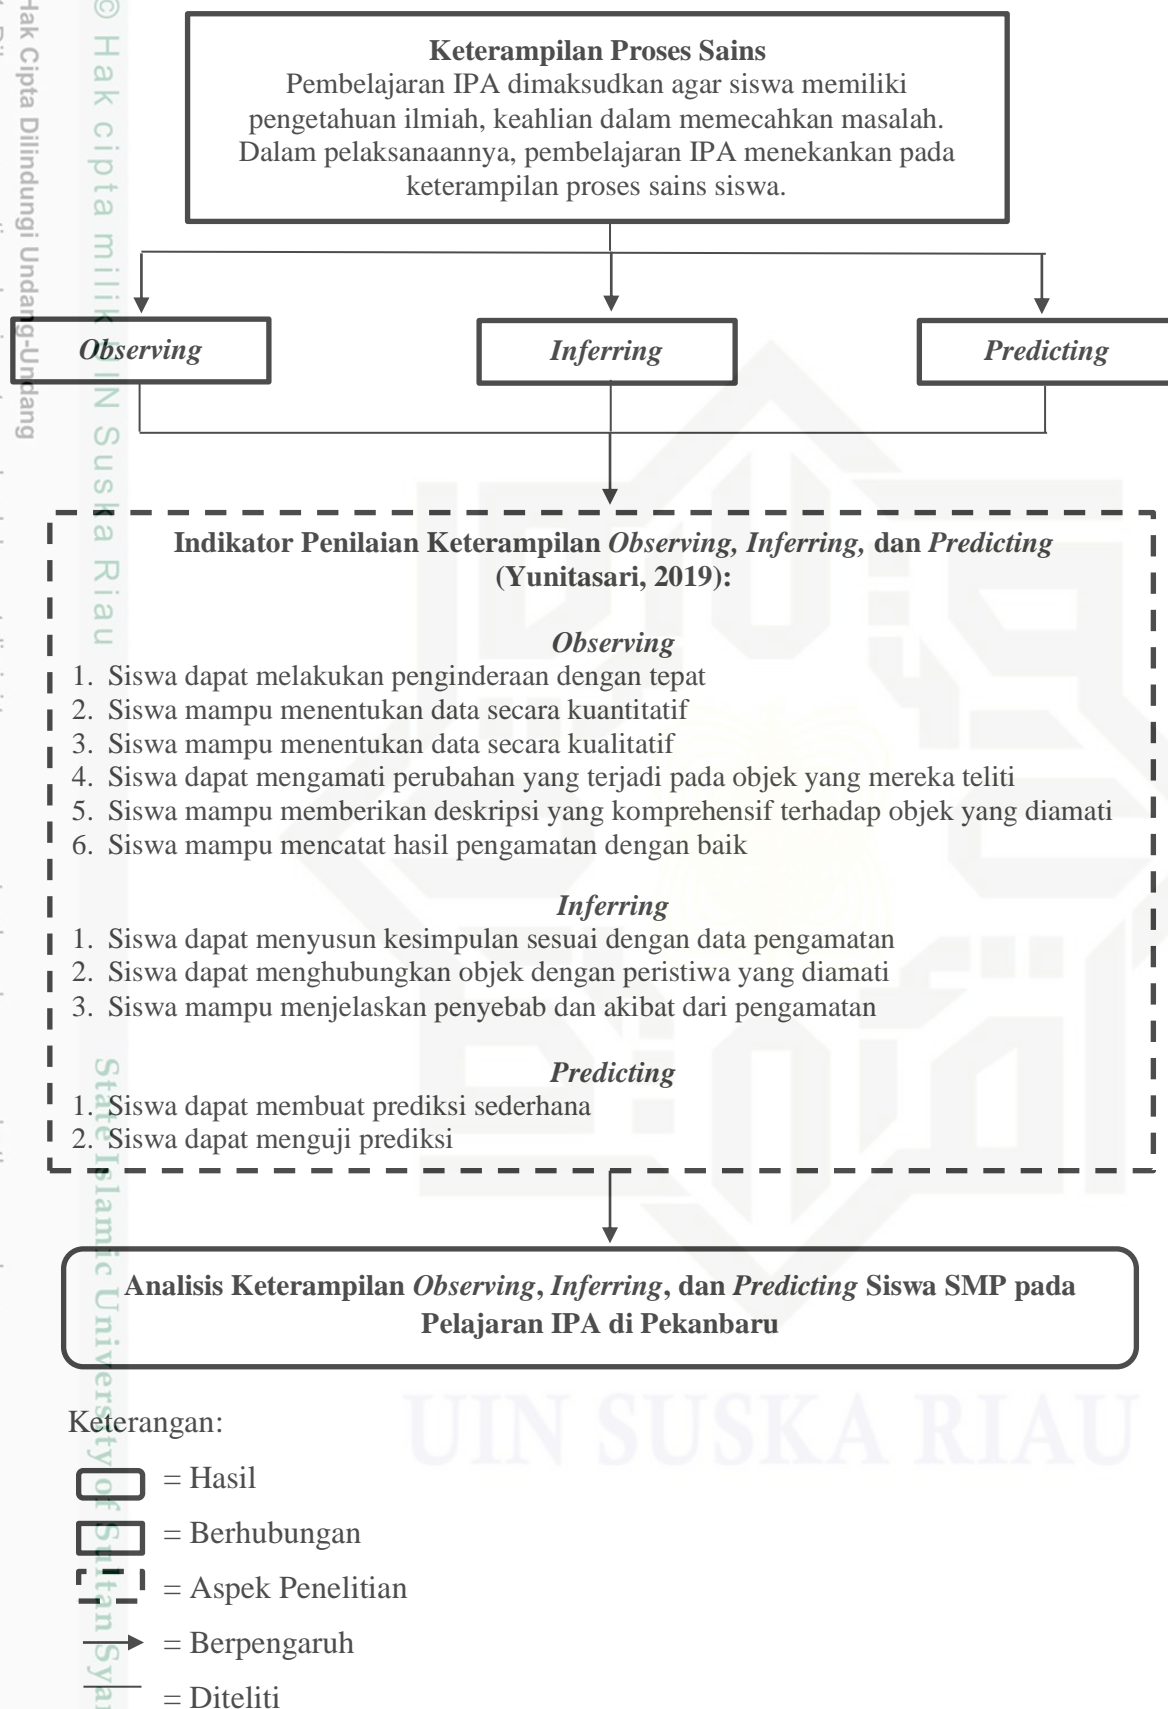 Keterampilan Proses Sains
Pembelajaran IPA dimaksudkan agar siswa memiliki
pengetahuan ilmiah, keahlian dalam memecahkan masalah.
Dalam pelaksanaannya, pembelajaran IPA menekankan pada
keterampilan proses sains siswa.
Observing
Inferring
Predicting
Indikator Penilaian Keterampilan Observing, Inferring, dan Predicting
(Yunitasari, 2019):
Observing
1. Siswa dapat melakukan penginderaan dengan tepat
2. Siswa mampu menentukan data secara kuantitatif
3. Siswa mampu menentukan data secara kualitatif
4. Siswa dapat mengamati perubahan yang terjadi pada objek yang mereka teliti
5. Siswa mampu memberikan deskripsi yang komprehensif terhadap objek yang diamati
6. Siswa mampu mencatat hasil pengamatan dengan baik
Inferring
1. Siswa dapat menyusun kesimpulan sesuai dengan data pengamatan
2. Siswa dapat menghubungkan objek dengan peristiwa yang diamati
3. Siswa mampu menjelaskan penyebab dan akibat dari pengamatan
Predicting
1. Siswa dapat membuat prediksi sederhana
2. Siswa dapat menguji prediksi
Analisis Keterampilan Observing, Inferring, dan Predicting Siswa SMP pada
Pelajaran IPA di Pekanbaru
Keterangan:
= Hasil
= Berhubungan
= Aspek Penelitian
= Berpengaruh
= Diteliti
© Hak cipta milik UIN Suska Riau
State Islamic University of Sultan
Hak Cipta Dilindungi Undang-Undang
UIN SUSKA RIAU